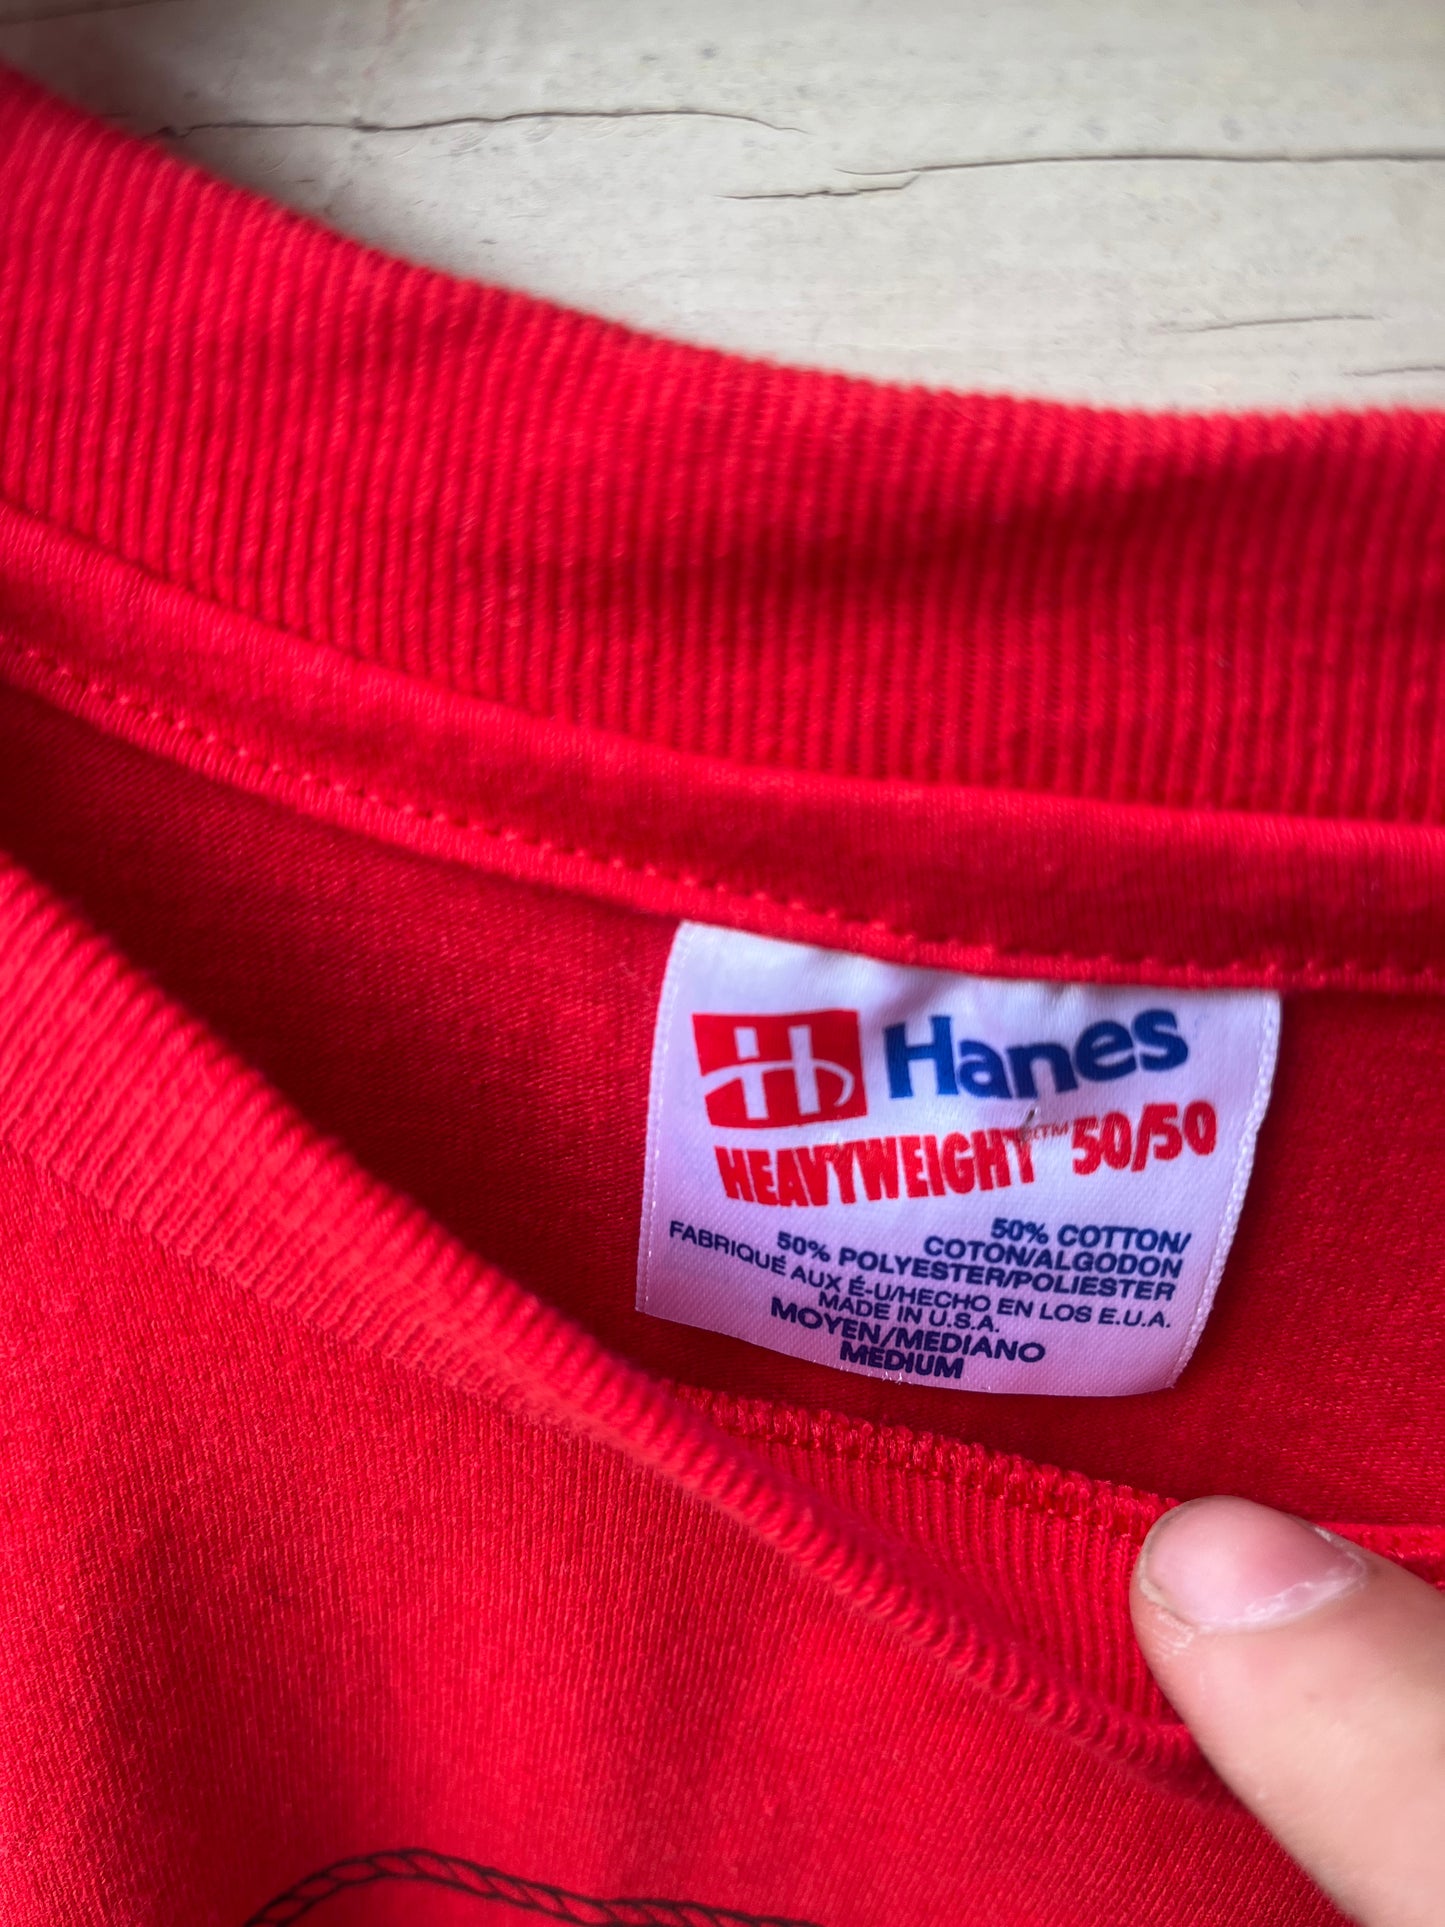 Hanes
HEAVYWEIGHT™ 50/50
50% COTTON/
COTON/ALGODON
50% POLYESTER/POLIESTER
FABRIQUÉ AUX É-U/HECHO EN LOS E.U.A.
MADE IN U.S.A.
MOYEN/MEDIANO
MEDIUM